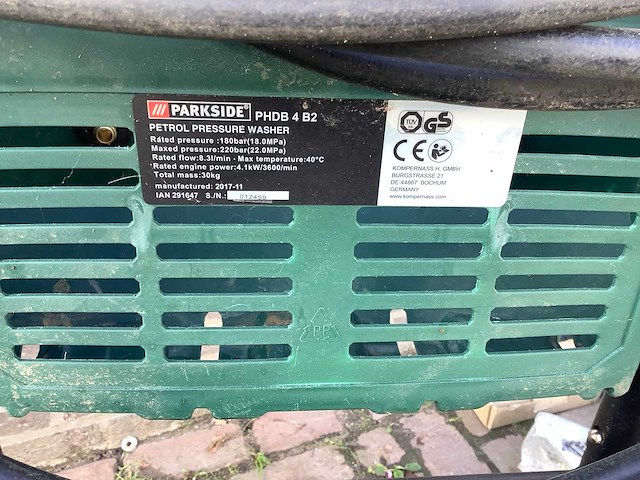 /// PARKSIDE® PHDB 4 B2
PETROL PRESSURE WASHER
Rated pressure :180bar(18.0MPa)
Maxed pressure:220bar(22.0MPa)
Rated flow:8.3l/min - Max temperature:40°C
Rated engine power:4.1kW/3600/min
Total mass:30kg
manufactured: 2017-11
IAN 291647 S/N.: 012459
TÜV GS
CE
KOMPERNASS H. GMBH
BURGSTRASSE 21
DE-44867 BOCHUM
GERMANY
www.kompernass.com
PP